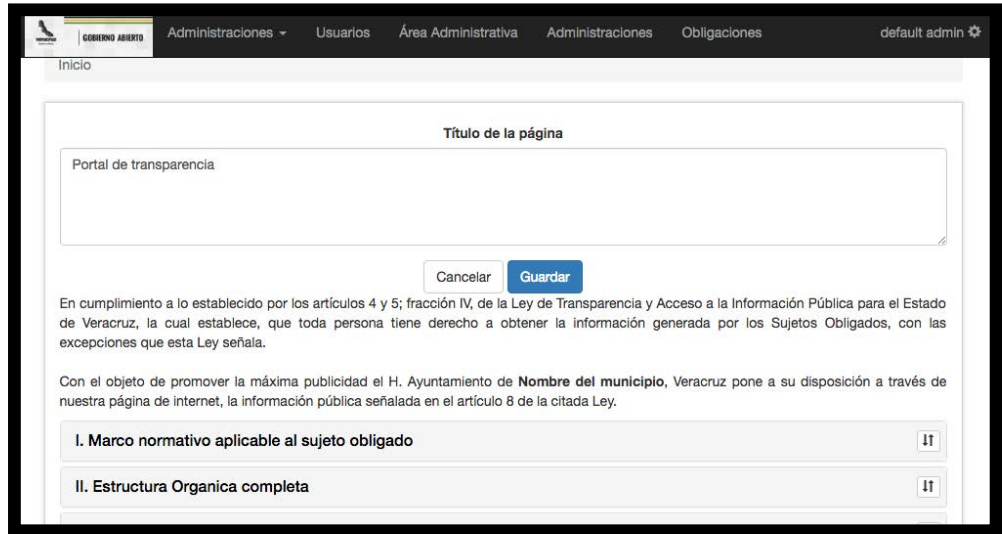 GOBIERNO ABIERTO
Administraciones Usuarios Área Administrativa Administraciones Obligaciones default admin
Inicio
Título de la página
Portal de transparencia
Cancelar Guardar
En cumplimiento a lo establecido por los artículos 4 y 5; fracción IV, de la Ley de Transparencia y Acceso a la Información Pública para el Estado
de Veracruz, la cual establece, que toda persona tiene derecho a obtener la información generada por los Sujetos Obligados, con las
excepciones que esta Ley señala.
Con el objeto de promover la máxima publicidad el H. Ayuntamiento de Nombre del municipio, Veracruz pone a su disposición a través de
nuestra página de internet, la información pública señalada en el artículo 8 de la citada Ley.
I. Marco normativo aplicable al sujeto obligado
II. Estructura Organica completa